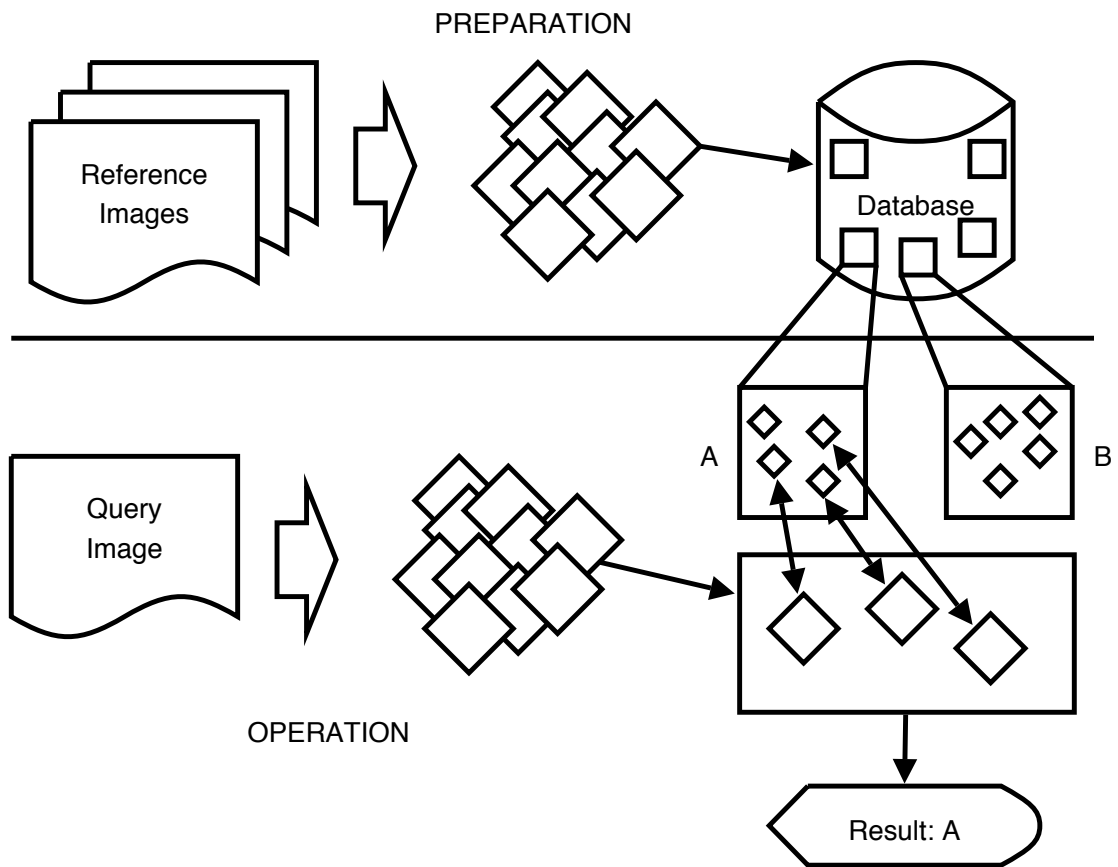 PREPARATION
Reference
Images
Database
A
B
Query
Image
OPERATION
Result: A